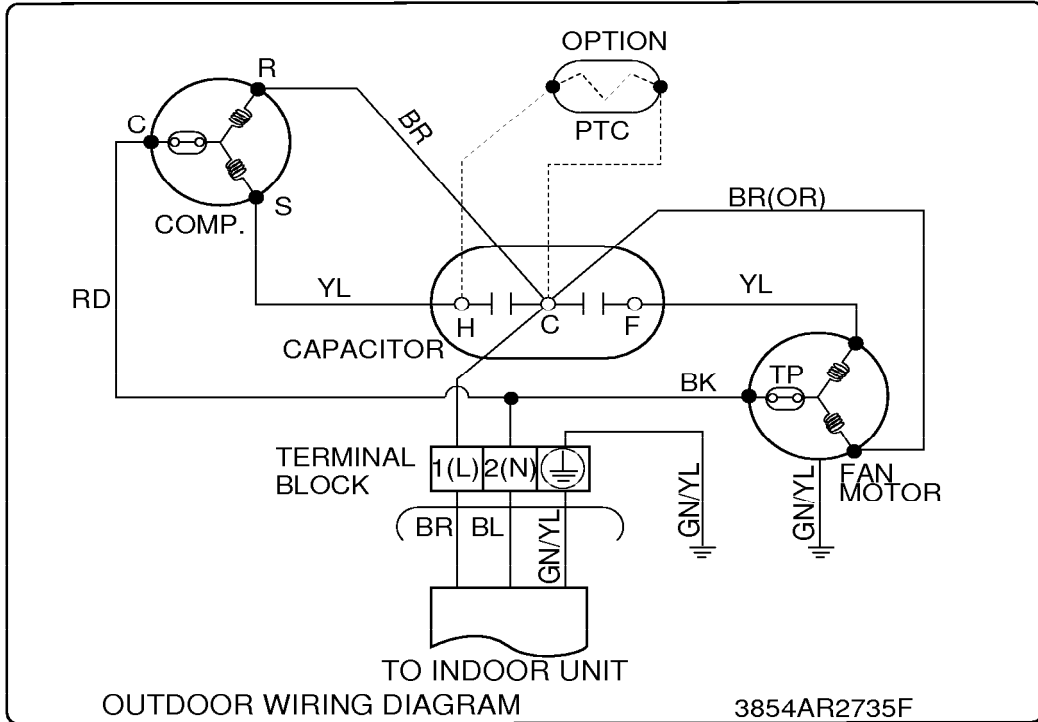 OPTION
PTC
R
C
S
COMP.
BR
BR(OR)
RD
YL
YL
H
C
F
CAPACITOR
BK
TP
TERMINAL
BLOCK
1(L)
2(N)
FAN
MOTOR
GN/YL
GN/YL
BR
BL
GN/YL
TO INDOOR UNIT
OUTDOOR WIRING DIAGRAM
3854AR2735F